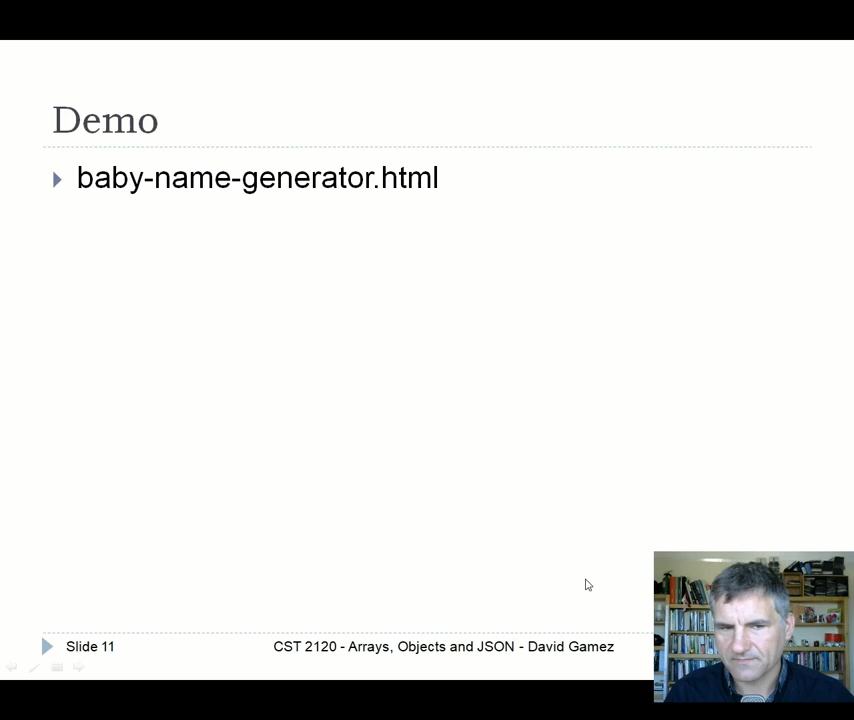 Demo
baby-name-generator.html
Slide 11
CST 2120 - Arrays, Objects and JSON - David Gamez